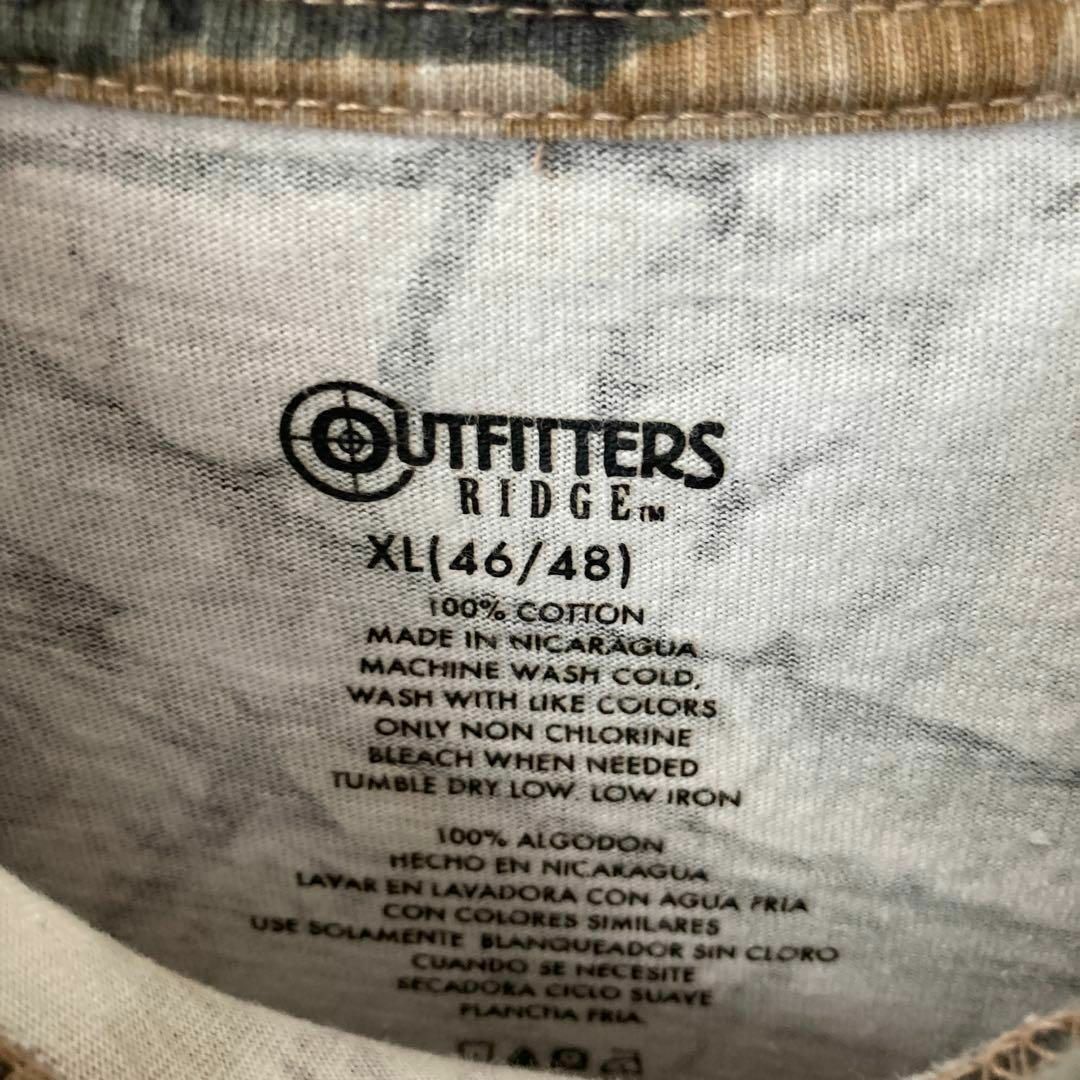 OUTFITTERS
RIDGE™
XL(46/48)
100% COTTON
MADE IN NICARAGUA
MACHINE WASH COLD,
WASH WITH LIKE COLORS
ONLY NON CHLORINE
BLEACH WHEN NEEDED
TUMBLE DRY LOW. LOW IRON
100% ALGODON
HECHO EN NICARAGUA
LAVAR EN LAVADORA CON AGUA FRIA
CON COLORES SIMILARES
USE SOLAMENTE BLANQUEADOR SIN CLORO
CUANDO SE NECESITE
SECADORA CICLO SUAVE
PLANCHA FRIA.